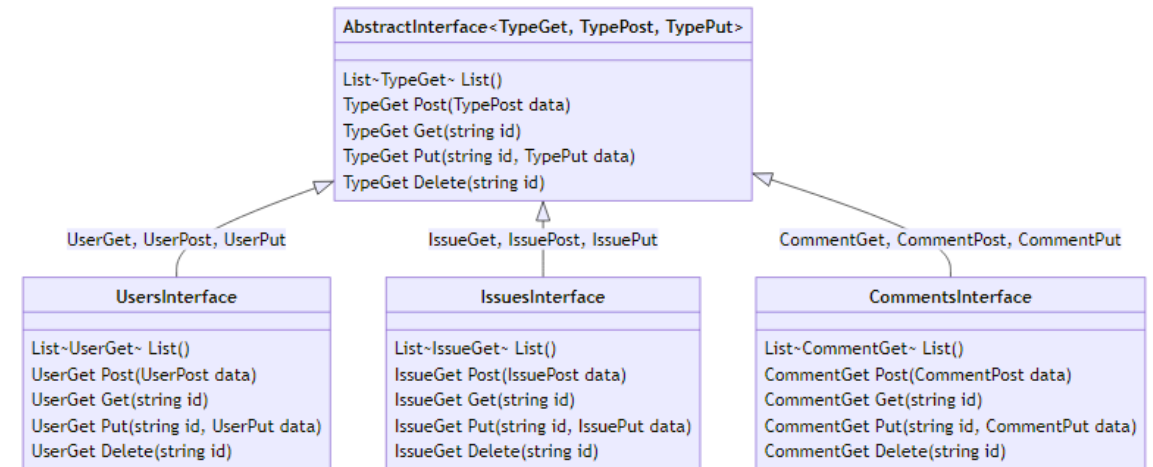 AbstractInterface<TypeGet, TypePost, TypePut>
List~TypeGet~ List()
TypeGet Post(TypePost data)
TypeGet Get(string id)
TypeGet Put(string id, TypePut data)
TypeGet Delete(string id)
UserGet, UserPost, UserPut
IssueGet, IssuePost, IssuePut
CommentGet, CommentPost, CommentPut
UsersInterface
List~UserGet~ List()
UserGet Post(UserPost data)
UserGet Get(string id)
UserGet Put(string id, UserPut data)
UserGet Delete(string id)
IssuesInterface
List~IssueGet~ List()
IssueGet Post(IssuePost data)
IssueGet Get(string id)
IssueGet Put(string id, IssuePut data)
IssueGet Delete(string id)
CommentsInterface
List~CommentGet~ List()
CommentGet Post(CommentPost data)
CommentGet Get(string id)
CommentGet Put(string id, CommentPut data)
CommentGet Delete(string id)